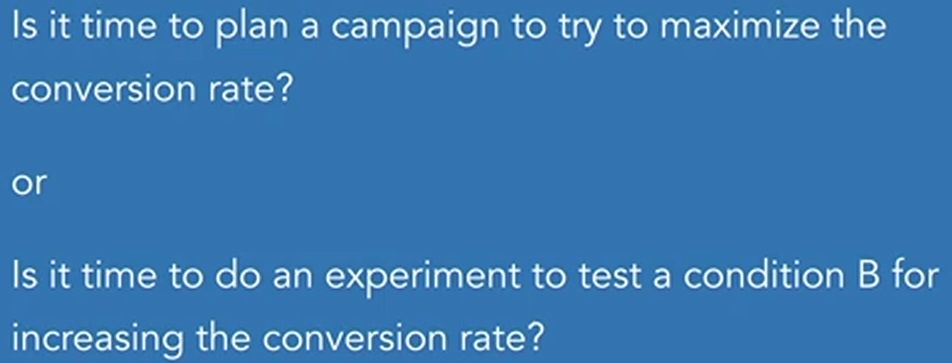 Is it time to plan a campaign to try to maximize the
conversion rate?
or
Is it time to do an experiment to test a condition B for
increasing the conversion rate?